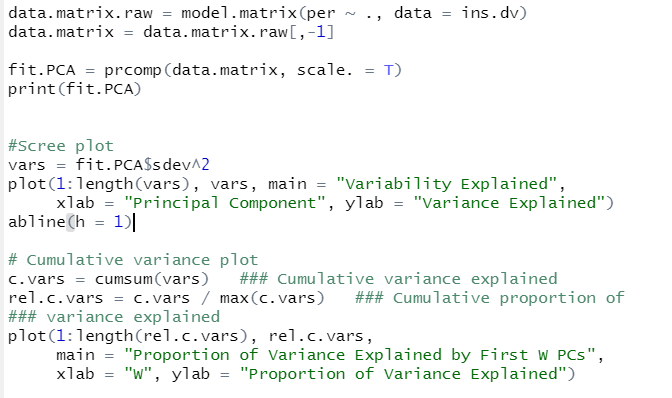 data.matrix.raw = model.matrix(per ~ ., data = ins.dv)
data.matrix = data.matrix.raw[,-1]
fit.PCA = prcomp(data.matrix, scale. = T)
print(fit.PCA)
#Scree plot
vars = fit.PCA$sdev^2
plot(1:length(vars), vars, main = "Variability Explained",
xlab = "Principal Component", ylab = "Variance Explained")
abline(h = 1)
# Cumulative variance plot
c.vars = cumsum(vars)   ### Cumulative variance explained
rel.c.vars = c.vars / max(c.vars)   ### Cumulative proportion of
### variance explained
plot(1:length(rel.c.vars), rel.c.vars,
main = "Proportion of Variance Explained by First W PCs",
xlab = "W", ylab = "Proportion of Variance Explained")